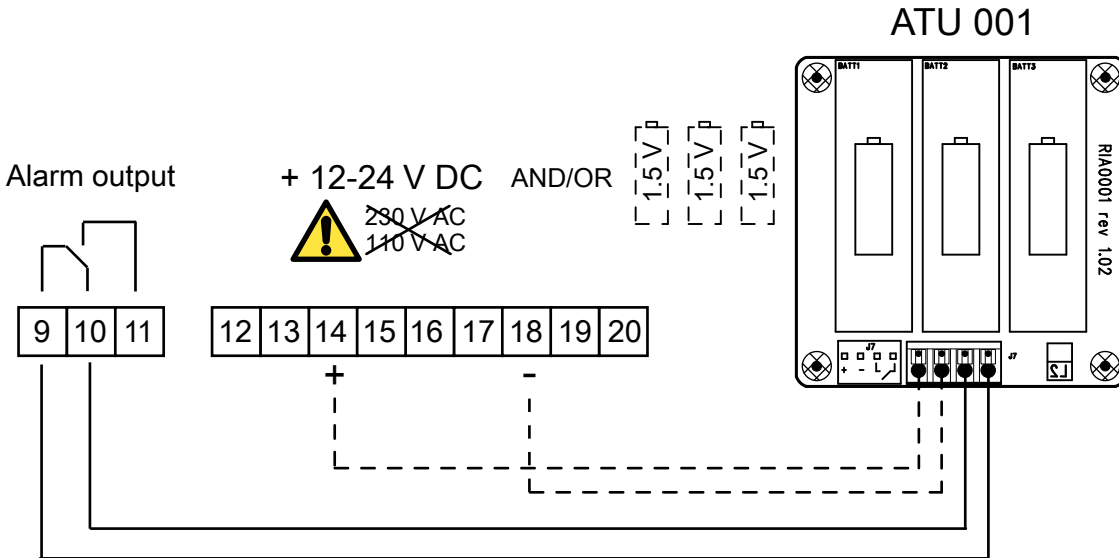 ATU 001
BATT1
BATT2
BATT3
RIA0001 rev 1.02
Alarm output
+ 12-24 V DC
AND/OR
1.5 V
1.5 V
1.5 V
230 V AC
110 V AC
9 10 11
12 13 14 15 16 17 18 19 20
+
-
J7
+ -
J7
L2